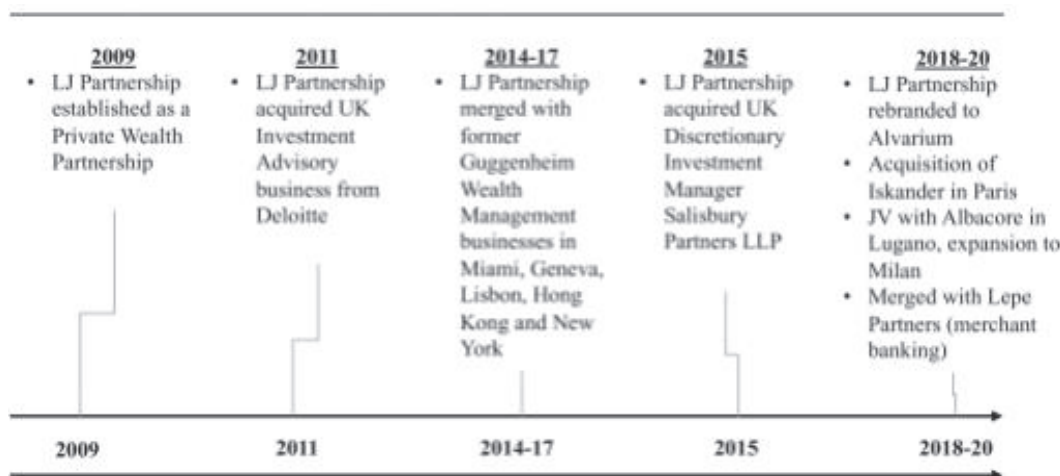 2009
• LJ Partnership
established as a
Private Wealth
Partnership
2011
• LJ Partnership
acquired UK
Investment
Advisory
business from
Deloitte
2014-17
• LJ Partnership
merged with
former
Guggenheim
Wealth
Management
businesses in
Miami, Geneva,
Lisbon, Hong
Kong and New
York
2015
• LJ Partnership
acquired UK
Discretionary
Investment
Manager
Salisbury
Partners LLP
2018-20
• LJ Partnership
rebranded to
Alvarium
• Acquisition of
Iskander in Paris
• JV with Albacore in
Lugano, expansion to
Milan
• Merged with Lepe
Partners (merchant
banking)
2009
2011
2014-17
2015
2018-20